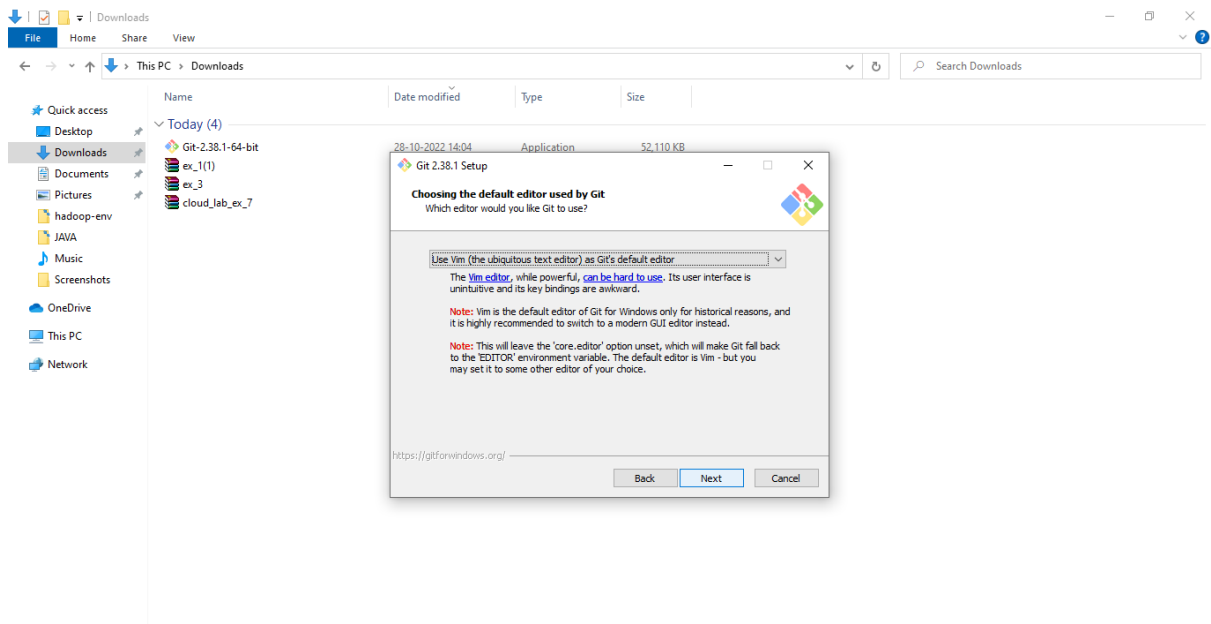 Downloads
File Home Share View
This PC > Downloads
Search Downloads
Name Date modified Type Size
Quick access
Desktop
Downloads
Documents
Pictures
hadoop-env
JAVA
Music
Screenshots
OneDrive
This PC
Network
Today (4)
Git-2.38.1-64-bit 28-10-2022 14:04 Application 52,110 KB
ex_1(1)
ex_3
cloud_lab_ex_7
Git 2.38.1 Setup
Choosing the default editor used by Git
Which editor would you like Git to use?
Use Vim (the ubiquitous text editor) as Git's default editor
The Vim editor, while powerful, can be hard to use. Its user interface is
unintuitive and its key bindings are awkward.
Note: Vim is the default editor of Git for Windows only for historical reasons, and
it is highly recommended to switch to a modern GUI editor instead.
Note: This will leave the 'core.editor' option unset, which will make Git fall back
to the 'EDITOR' environment variable. The default editor is Vim - but you
may set it to some other editor of your choice.
https://gitforwindows.org/
Back Next Cancel